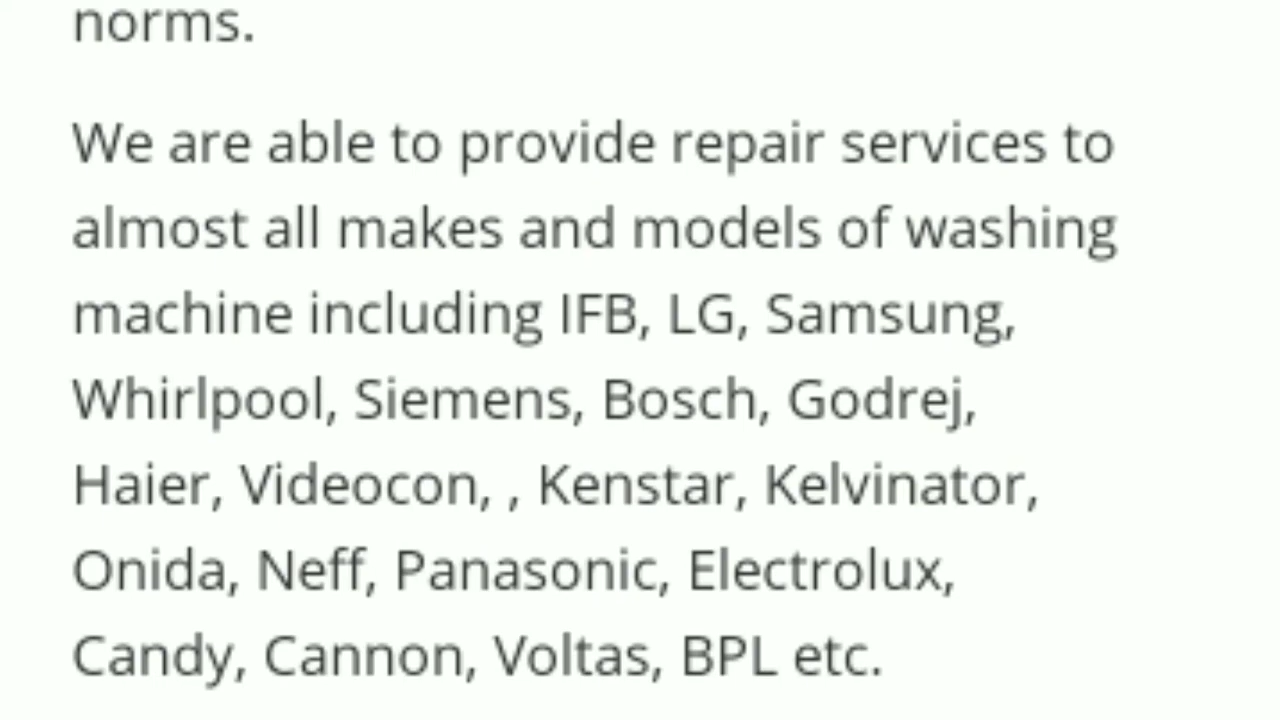 norms.
We are able to provide repair services to
almost all makes and models of washing
machine including IFB, LG, Samsung,
Whirlpool, Siemens, Bosch, Godrej,
Haier, Videocon, , Kenstar, Kelvinator,
Onida, Neff, Panasonic, Electrolux,
Candy, Cannon, Voltas, BPL etc.